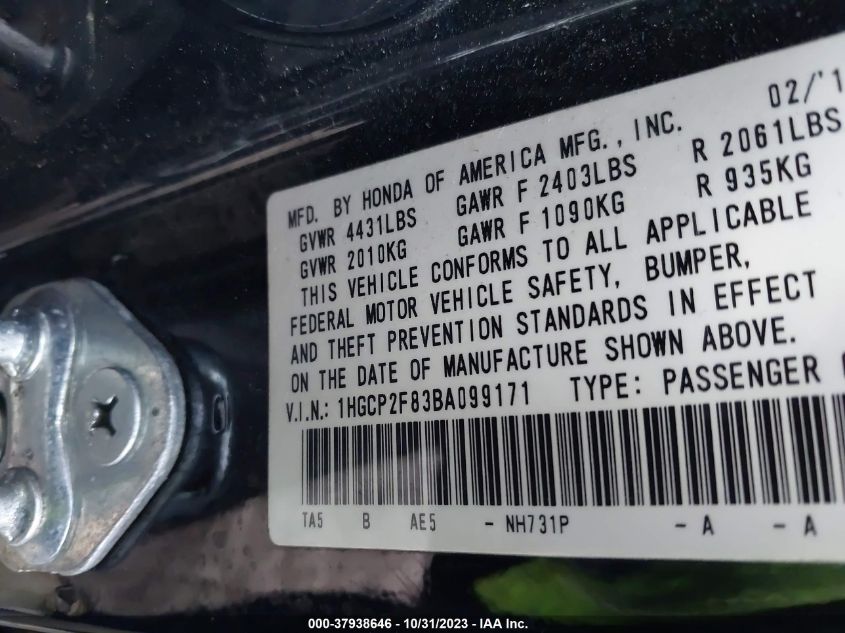 02/'1
MFD. BY HONDA OF AMERICA MFG., INC.
GVWR 4431LBS GAWR F 2403LBS R 2061LBS
GVWR 2010KG GAWR F 1090KG R 935KG
THIS VEHICLE CONFORMS TO ALL APPLICABLE
FEDERAL MOTOR VEHICLE SAFETY, BUMPER,
AND THEFT PREVENTION STANDARDS IN EFFECT
ON THE DATE OF MANUFACTURE SHOWN ABOVE.
V.I.N.: 1HGCP2F83BA099171 TYPE: PASSENGER
TA5 B AE5 - NH731P - A - A
000-37938646 / 10/31/2023 - IAA Inc.